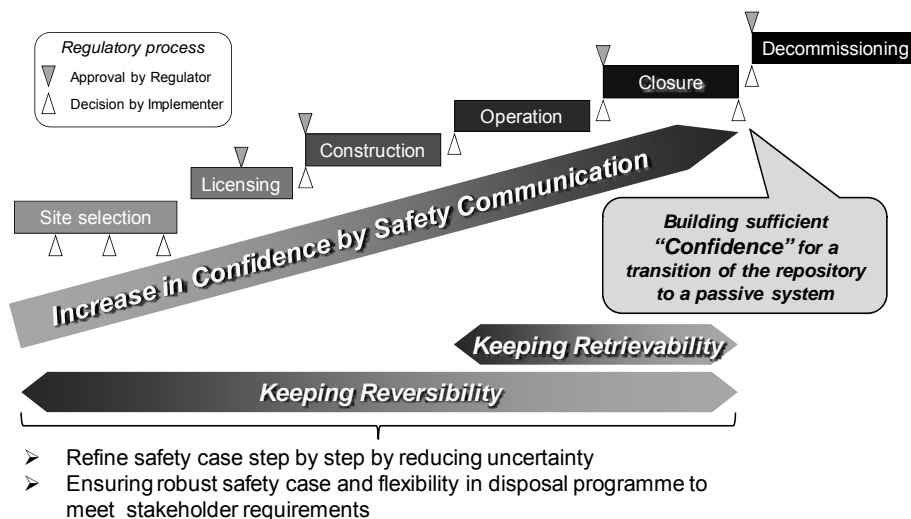 Regulatory process
Approval by Regulator
Decision by Implementer
Decommissioning
Closure
Operation
Construction
Licensing
Site selection
Increase in Confidence by Safety Communication
Building sufficient
“Confidence” for a
transition of the repository
to a passive system
Keeping Retrievability
Keeping Reversibility
➢ Refine safety case step by step by reducing uncertainty
➢ Ensuring robust safety case and flexibility in disposal programme to
meet stakeholder requirements